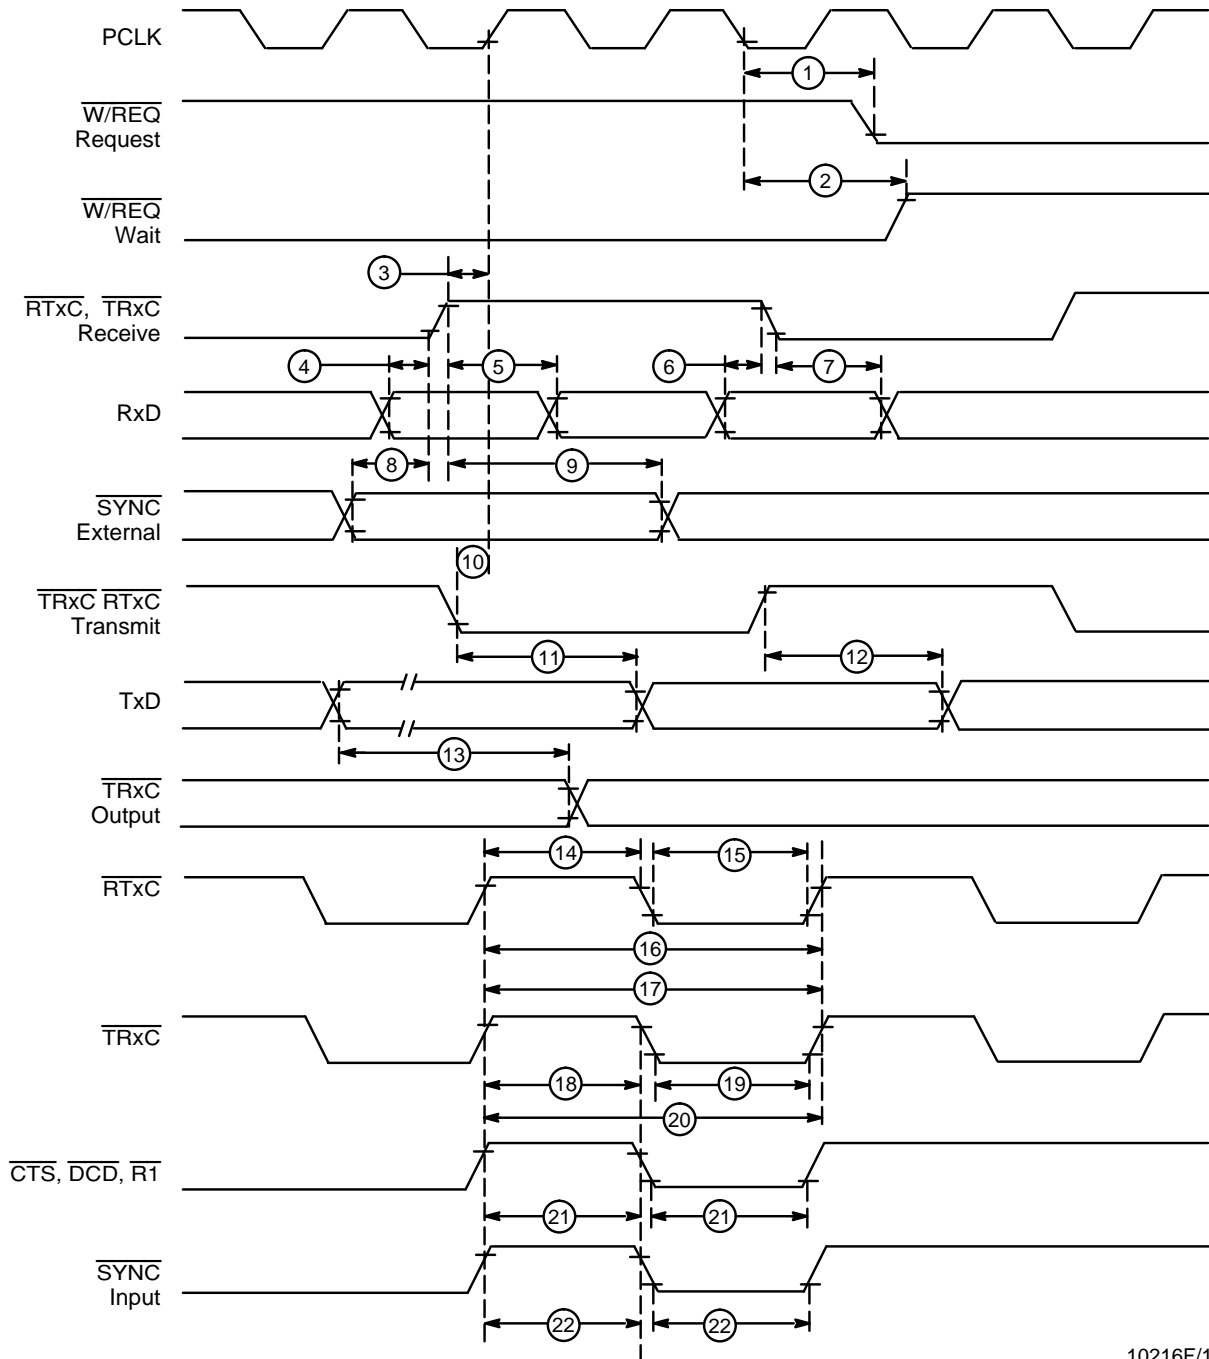 PCLK
1
W/REQ
Request
2
W/REQ
Wait
3
RTxC, TRxC
Receive
4
5
6
7
RxD
8
9
SYNC
External
10
TRxC RTxC
Transmit
11
12
TxD
13
TRxC
Output
14
15
RTxC
16
17
TRxC
18
19
20
CTS, DCD, R1
21
21
SYNC
Input
22
22
10216F/1